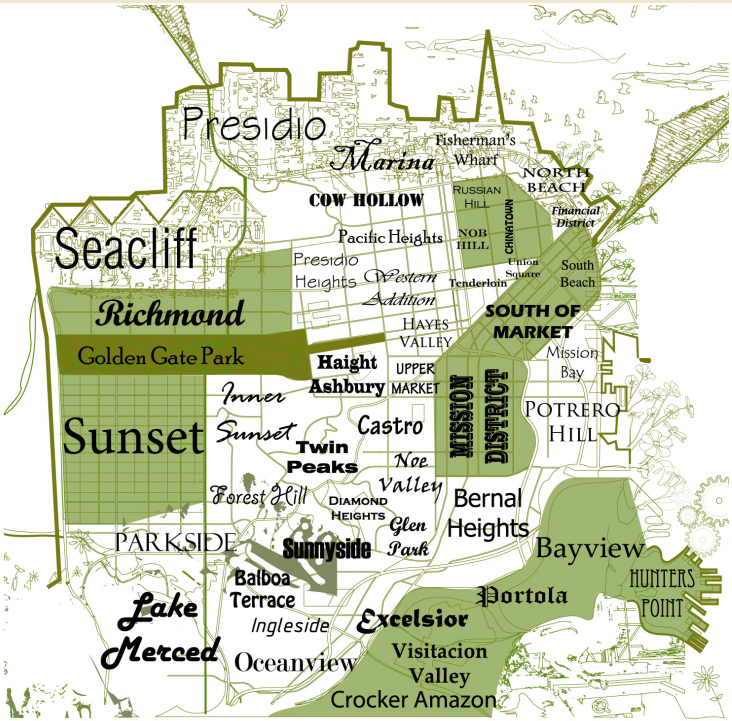 Presidio
Marina
Fisherman's
Wharf
NORTH
BEACH
COW HOLLOW
RUSSIAN
HILL
CHINATOWN
Financial
District
Seacliff
Pacific Heights
NOB
HILL
Presidio
Heights
Western
Addition
Union
Square
Tenderloin
South
Beach
Richmond
SOUTH OF
MARKET
HAYES
VALLEY
Golden Gate Park
Haight
Ashbury
UPPER
MARKET
Mission
Bay
Inner
Sunset
MISSION
DISTRICT
POTRERO
HILL
Sunset
Castro
Twin
Peaks
Noe
Valley
Forest Hill
DIAMOND
HEIGHTS
Bernal
Heights
Glen
Park
PARKSIDE
Sunnyside
Bayview
HUNTERS
POINT
Balboa
Terrace
Portola
Lake
Merced
Ingleside
Excelsior
Oceanview
Visitacion
Valley
Crocker Amazon